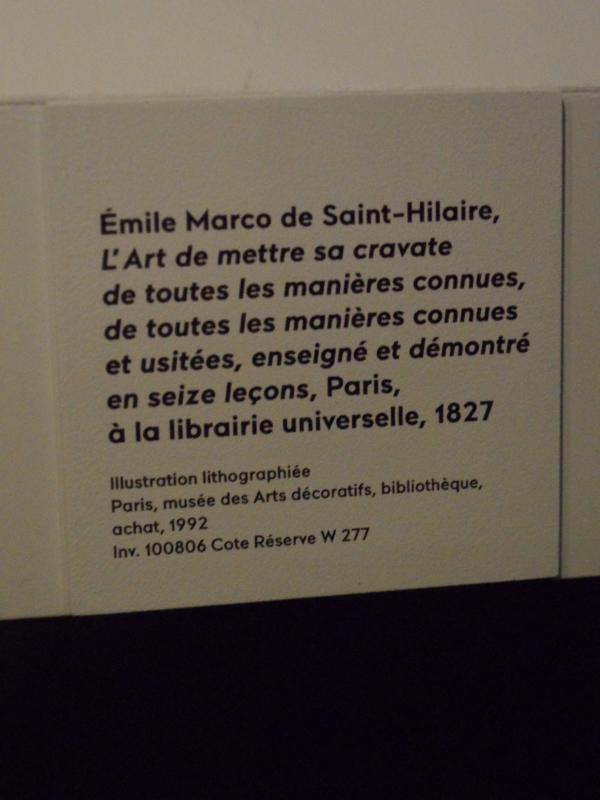 Émile Marco de Saint-Hilaire,
L'Art de mettre sa cravate
de toutes les manières connues,
de toutes les manières connues
et usitées, enseigné et démontré
en seize leçons, Paris,
à la librairie universelle, 1827
Illustration lithographiée
Paris, musée des Arts décoratifs, bibliothèque,
achat, 1992
Inv. 100806 Cote Réserve W 277